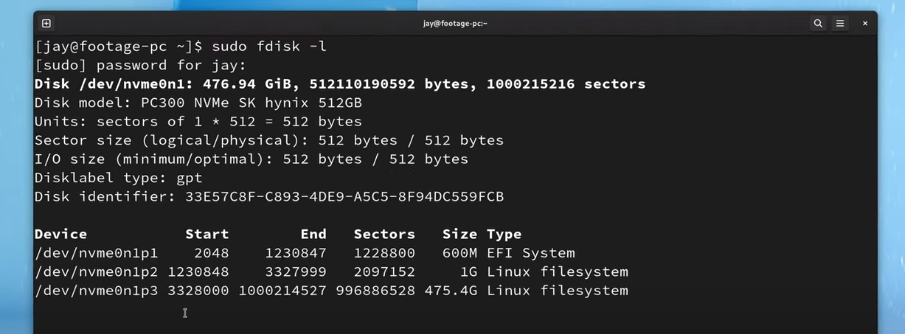 jay@footage-pc:~
[jay@footage-pc ~]$ sudo fdisk -l
[sudo] password for jay:
Disk /dev/nvme0n1: 476.94 GiB, 512110190592 bytes, 1000215216 sectors
Disk model: PC300 NVMe SK hynix 512GB
Units: sectors of 1 * 512 = 512 bytes
Sector size (logical/physical): 512 bytes / 512 bytes
I/O size (minimum/optimal): 512 bytes / 512 bytes
Disklabel type: gpt
Disk identifier: 33E57C8F-C893-4DE9-A5C5-8F94DC559FCB
Device Start End Sectors Size Type
/dev/nvme0n1p1 2048 1230847 1228800 600M EFI System
/dev/nvme0n1p2 1230848 3327999 2097152 1G Linux filesystem
/dev/nvme0n1p3 3328000 1000214527 996886528 475.4G Linux filesystem